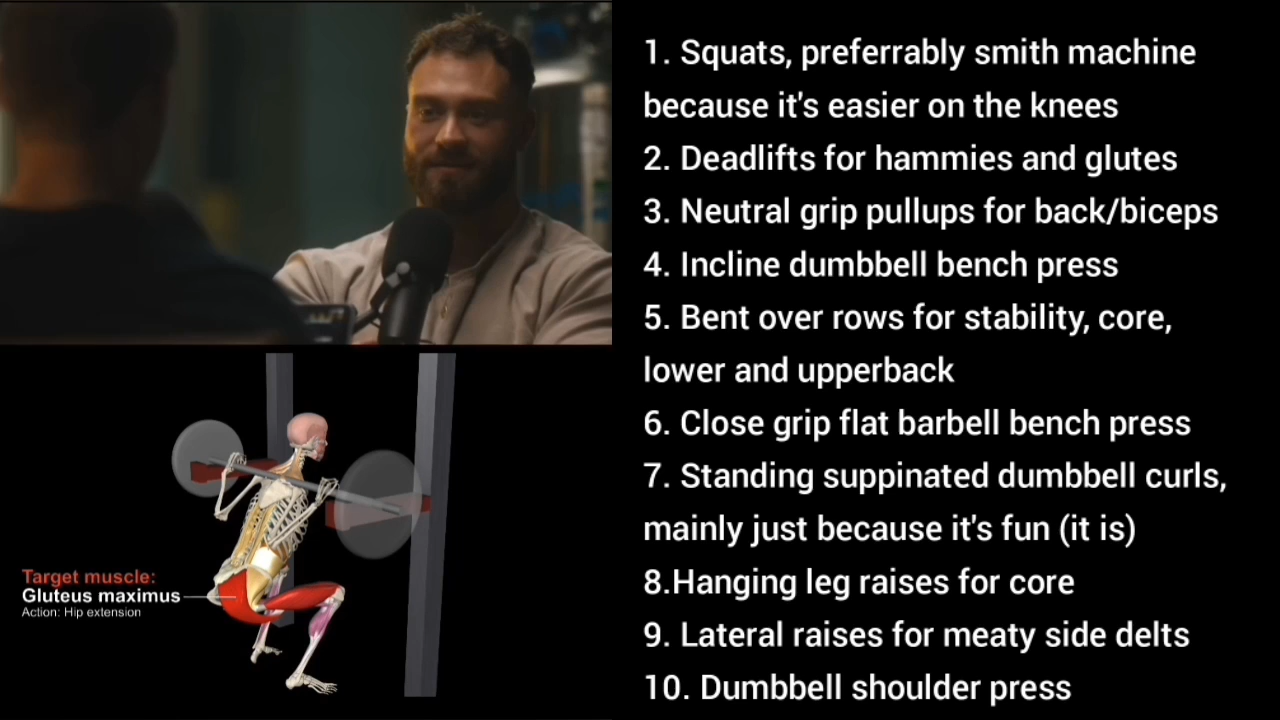 1. Squats, preferrably smith machine
because it's easier on the knees
2. Deadlifts for hammies and glutes
3. Neutral grip pullups for back/biceps
4. Incline dumbbell bench press
5. Bent over rows for stability, core,
lower and upperback
6. Close grip flat barbell bench press
7. Standing suppinated dumbbell curls,
mainly just because it's fun (it is)
8.Hanging leg raises for core
9. Lateral raises for meaty side delts
10. Dumbbell shoulder press
Target muscle:
Gluteus maximus
Action: Hip extension